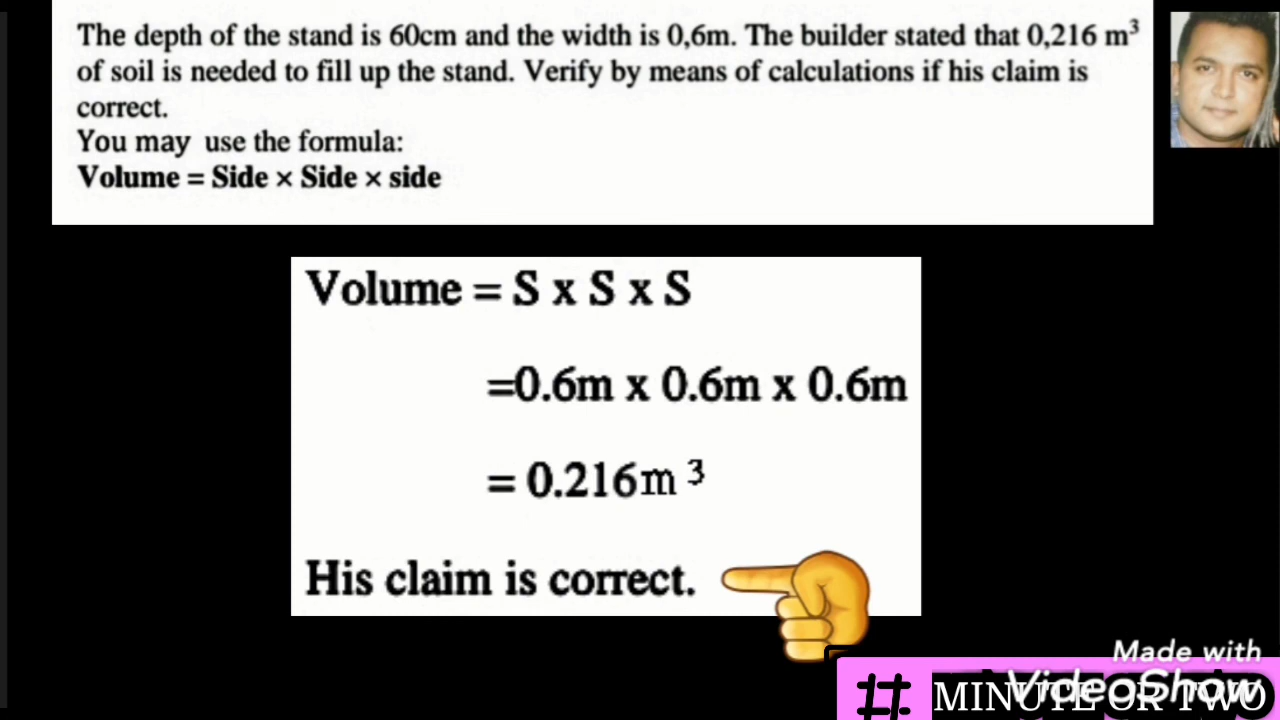 The depth of the stand is 60cm and the width is 0,6m. The builder stated that 0,216 m³
of soil is needed to fill up the stand. Verify by means of calculations if his claim is
correct.
You may use the formula:
Volume = Side × Side × side
Volume = S x S x S
=0.6m x 0.6m x 0.6m
= 0.216m ³
His claim is correct.
Made with
VideoShow
# MINUTE OR TWO